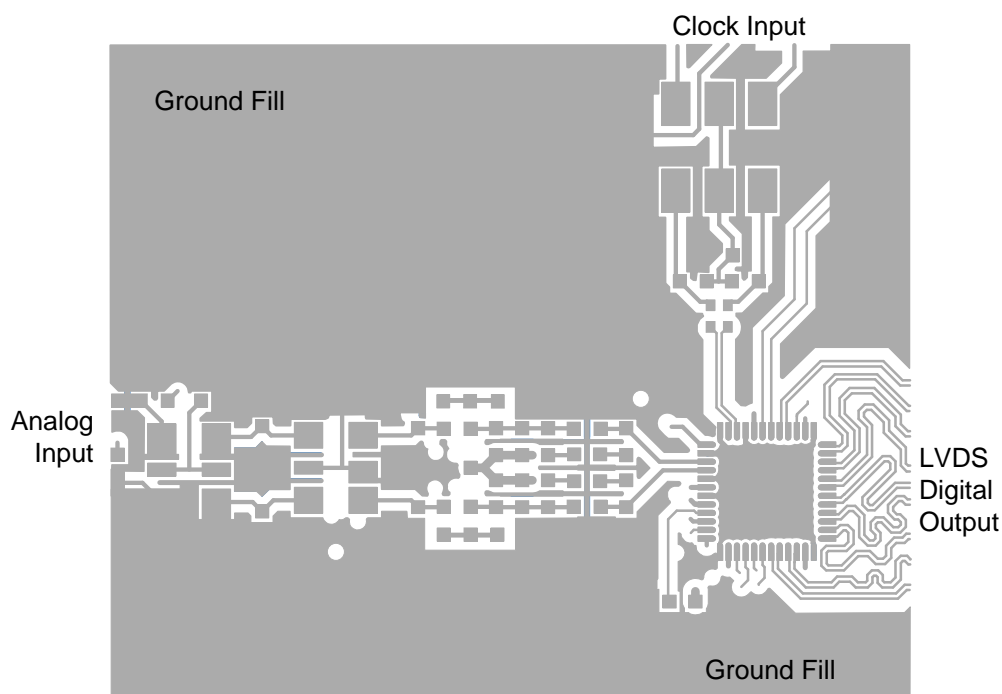 Clock Input
Ground Fill
Analog
Input
LVDS
Digital
Output
Ground Fill